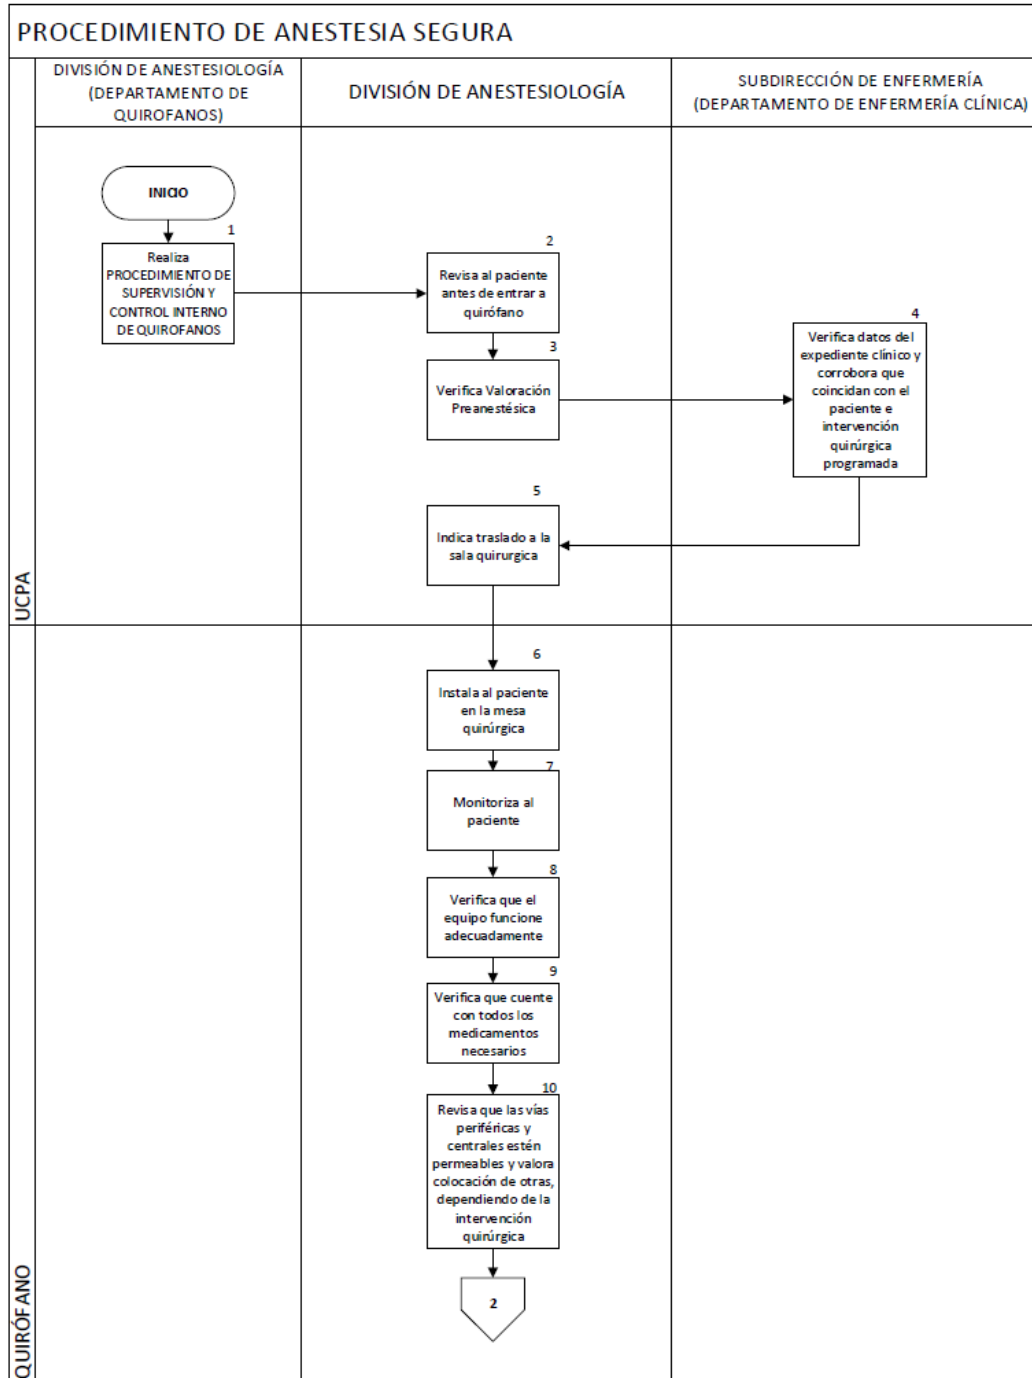 PROCEDIMIENTO DE ANESTESIA SEGURA
DIVISIÓN DE ANESTESIOLOGÍA
(DEPARTAMENTO DE
QUIROFANOS)
DIVISIÓN DE ANESTESIOLOGÍA
SUBDIRECCIÓN DE ENFERMERÍA
(DEPARTAMENTO DE ENFERMERÍA CLÍNICA)
UCPA
INICIO
1
Realiza
PROCEDIMIENTO DE
SUPERVISIÓN Y
CONTROL INTERNO
DE QUIROFANOS
2
Revisa al paciente
antes de entrar a
quirófano
3
Verifica Valoración
Preanestésica
4
Verifica datos del
expediente clínico y
corrobora que
coincidan con el
paciente e
intervención
quirúrgica
programada
5
Indica traslado a la
sala quirurgica
QUIRÓFANO
6
Instala al paciente
en la mesa
quirúrgica
7
Monitoriza al
paciente
8
Verifica que el
equipo funcione
adecuadamente
9
Verifica que cuente
con todos los
medicamentos
necesarios
10
Revisa que las vías
periféricas y
centrales estén
permeables y valora
colocación de otras,
dependiendo de la
intervención
quirúrgica
2